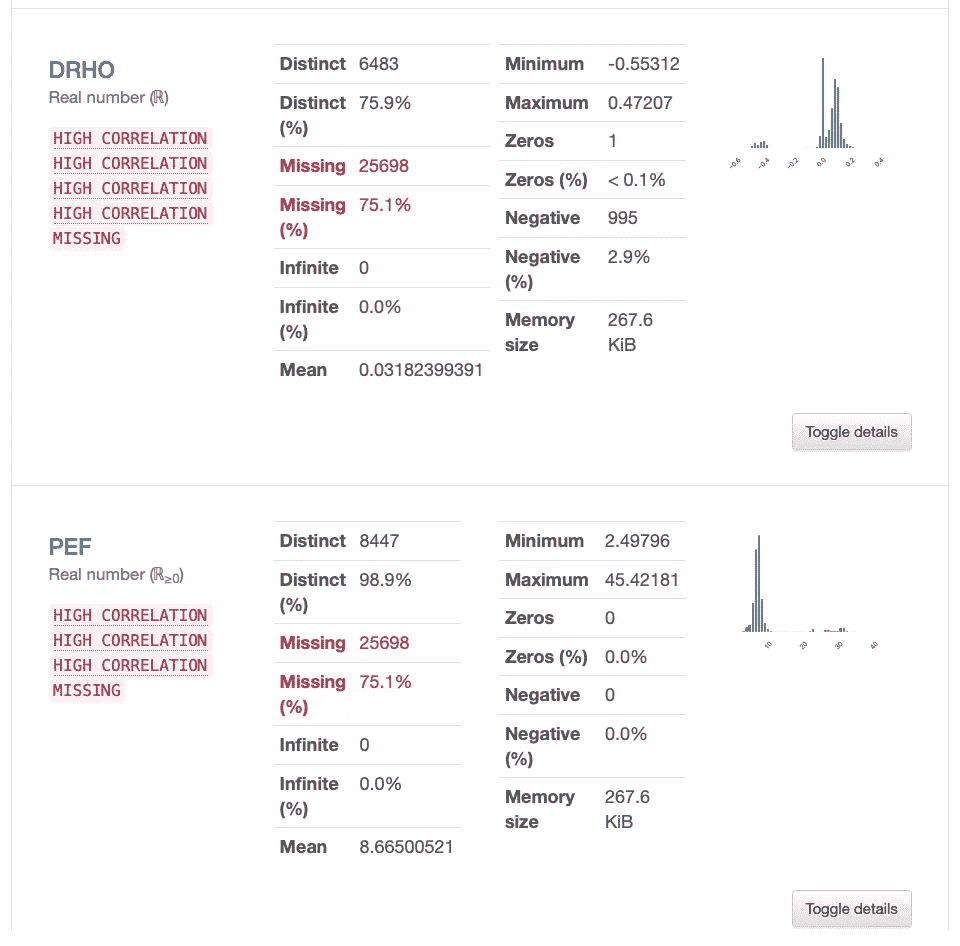 DRHO
Real number (ℝ)
HIGH CORRELATION
HIGH CORRELATION
HIGH CORRELATION
HIGH CORRELATION
MISSING
Distinct 6483
Distinct (%) 75.9%
Missing 25698
Missing (%) 75.1%
Infinite 0
Infinite (%) 0.0%
Mean 0.03182399391
Minimum -0.55312
Maximum 0.47207
Zeros 1
Zeros (%) < 0.1%
Negative 995
Negative (%) 2.9%
Memory size 267.6 KiB
-0.6 -0.4 -0.2 0.0 0.2 0.4
Toggle details
PEF
Real number (ℝ≥0)
HIGH CORRELATION
HIGH CORRELATION
HIGH CORRELATION
MISSING
Distinct 8447
Distinct (%) 98.9%
Missing 25698
Missing (%) 75.1%
Infinite 0
Infinite (%) 0.0%
Mean 8.66500521
Minimum 2.49796
Maximum 45.42181
Zeros 0
Zeros (%) 0.0%
Negative 0
Negative (%) 0.0%
Memory size 267.6 KiB
10 20 30 40
Toggle details